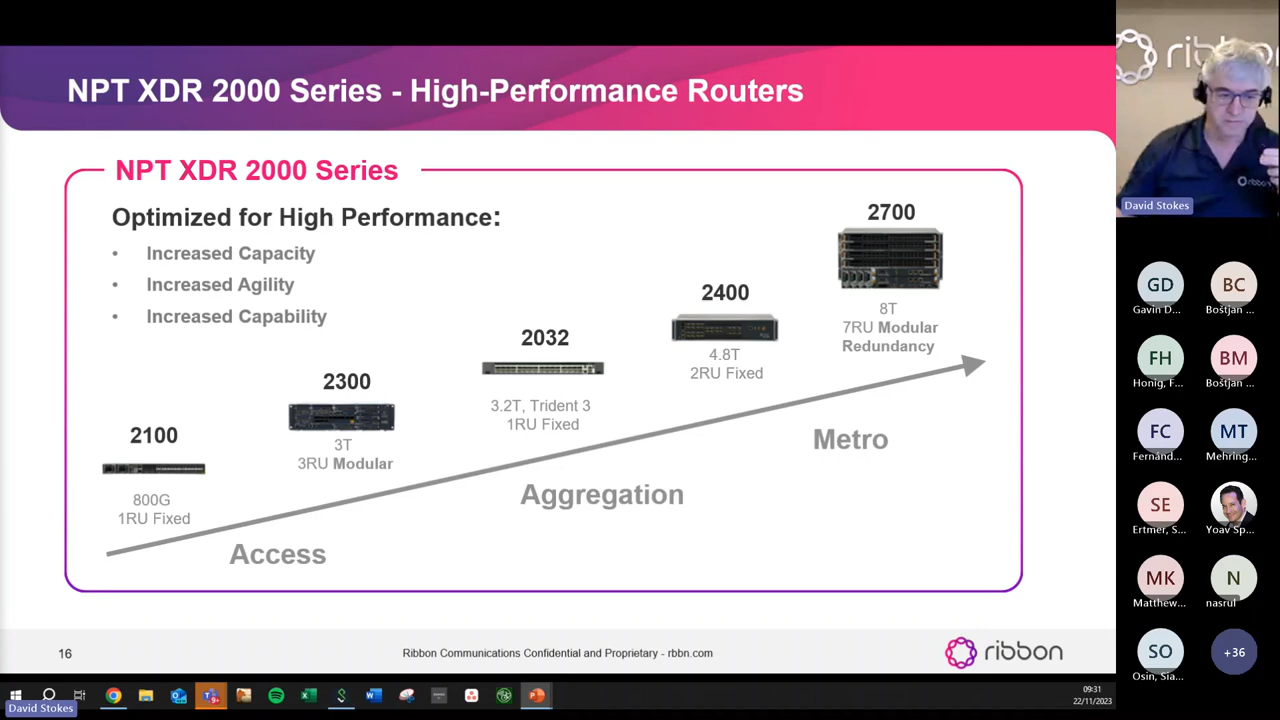 NPT XDR 2000 Series - High-Performance Routers
NPT XDR 2000 Series
Optimized for High Performance:
• Increased Capacity
• Increased Agility
• Increased Capability
2100
800G
1RU Fixed
2300
3T
3RU Modular
2032
3.2T, Trident 3
1RU Fixed
2400
4.8T
2RU Fixed
2700
8T
7RU Modular
Redundancy
Access
Aggregation
Metro
16
Ribbon Communications Confidential and Proprietary - rbbn.com
ribbon
ribbon
David Stokes
GD
Gavin D...
BC
Boštjan ...
FH
Honig, F...
BM
Boštjan ...
FC
Fernánd...
MT
Mehring...
SE
Ertmer, S...
Yoav Sp...
MK
Matthew...
N
nasrul
SO
Osin, Sia...
+36
David Stokes
09:31
22/11/2023